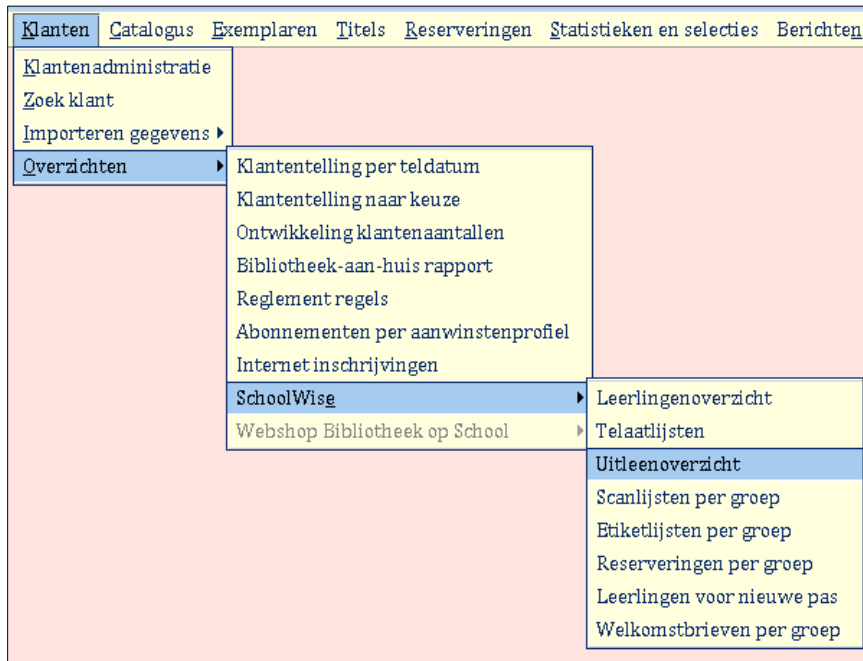 Klanten Catalogus Exemplaren Titels Reserveringen Statistieken en selecties Berichten
Klantenadministratie
Zoek klant
Importeren gegevens
Overzichten
Klantentelling per teldatum
Klantentelling naar keuze
Ontwikkeling klantenaantallen
Bibliotheek-aan-huis rapport
Reglement regels
Abonnementen per aanwinstenprofiel
Internet inschrijvingen
SchoolWise
Webshop Bibliotheek op School
Leerlingenoverzicht
Telaatlijsten
Uitleenoverzicht
Scanlijsten per groep
Etiketlijsten per groep
Reserveringen per groep
Leerlingen voor nieuwe pas
Welkomstbrieven per groep